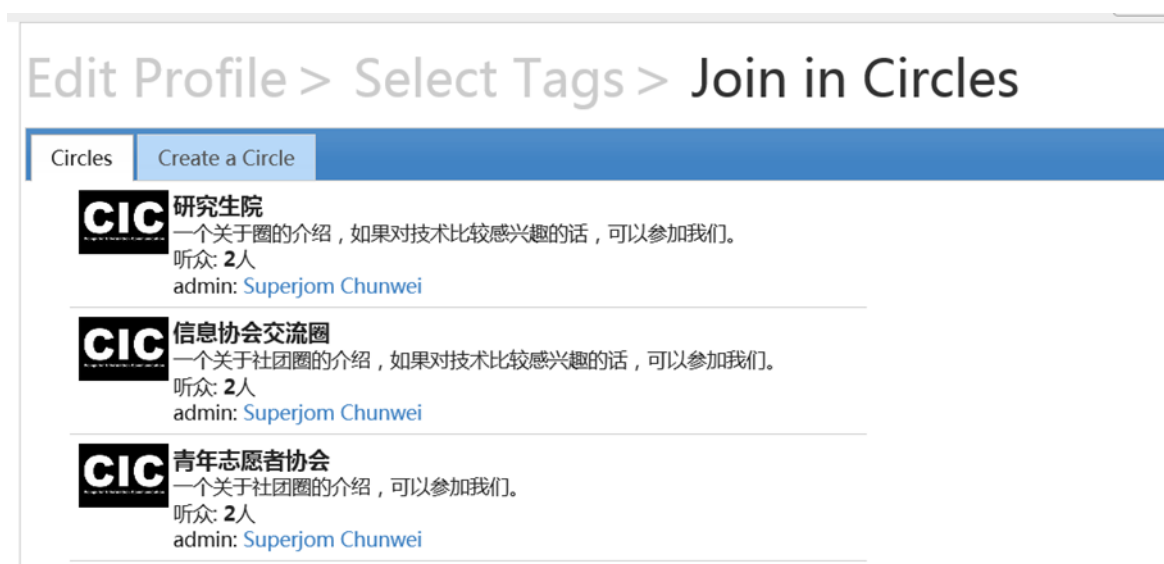 Edit Profile > Select Tags > Join in Circles
Circles Create a Circle
CIC
研究生院
一个关于圈的介绍，如果对技术比较感兴趣的话，可以参加我们。
听众: 2人
admin: Superjom Chunwei
CIC
信息协会交流圈
一个关于社团圈的介绍，如果对技术比较感兴趣的话，可以参加我们。
听众: 2人
admin: Superjom Chunwei
CIC
青年志愿者协会
一个关于社团圈的介绍，可以参加我们。
听众: 2人
admin: Superjom Chunwei